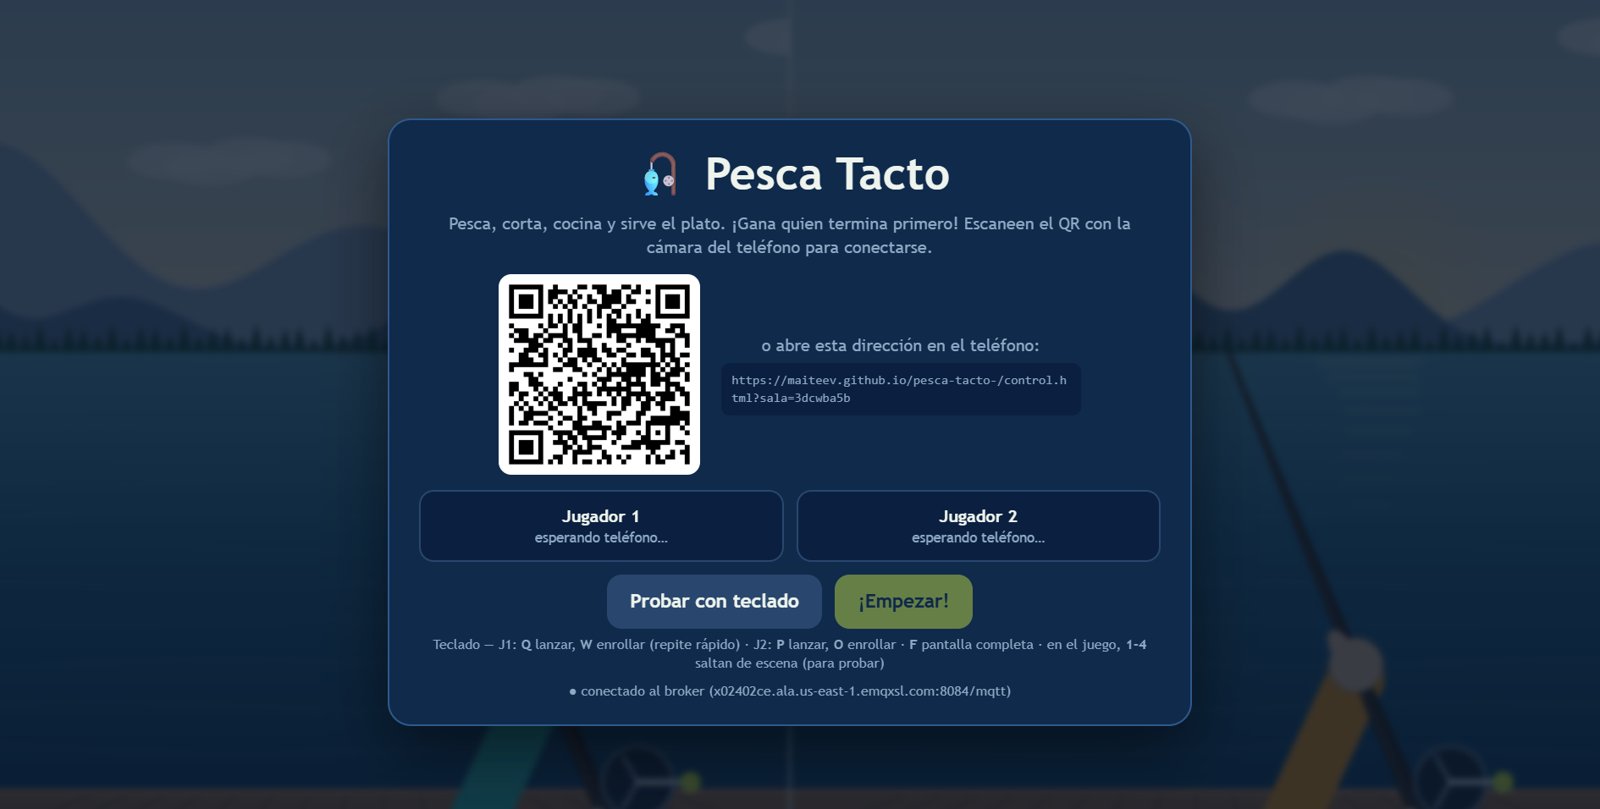 Pesca Tacto
Pesca, corta, cocina y sirve el plato. ¡Gana quien termina primero! Escaneen el QR con la
cámara del teléfono para conectarse.
o abre esta dirección en el teléfono:
https://maiteev.github.io/pesca-tacto-/control.h
tml?sala=3dcwba5b
Jugador 1
esperando teléfono...
Jugador 2
esperando teléfono...
Probar con teclado
¡Empezar!
Teclado — J1: Q lanzar, W enrollar (repite rápido) · J2: P lanzar, O enrollar · F pantalla completa · en el juego, 1-4
saltan de escena (para probar)
● conectado al broker (x02402ce.ala.us-east-1.emqxsl.com:8084/mqtt)